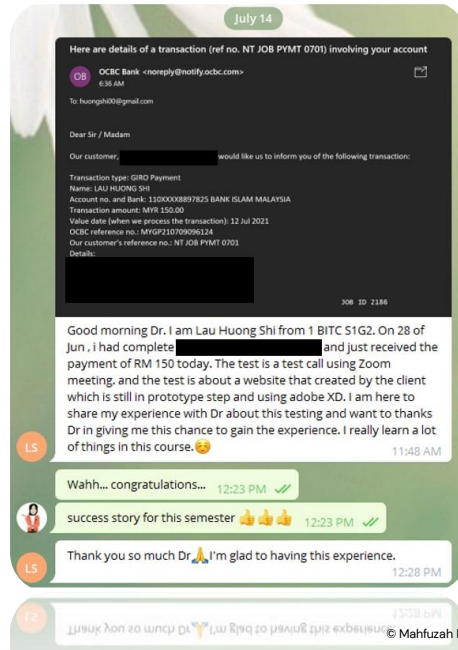 July 14
Here are details of a transaction (ref no. NT JOB PYMT 0701) involving your account
OB
OCBC Bank <noreply@notify.ocbc.com>
6:36 AM
To: huongshi00@gmail.com
Dear Sir / Madam
Our customer, would like us to inform you of the following transaction:
Transaction type: GIRO Payment
Name: LAU HUONG SHI
Account no. and Bank: 110XXXX8897825 BANK ISLAM MALAYSIA
Transaction amount: MYR 150.00
Value date (when we process the transaction): 12 Jul 2021
OCBC reference no.: MYGP210709096124
Our customer's reference no.: NT JOB PYMT 0701
Details:
JOB ID 2186
Good morning Dr. I am Lau Huong Shi from 1 BITC S1G2. On 28 of
Jun , i had complete and just received the
payment of RM 150 today. The test is a test call using Zoom
meeting. and the test is about a website that created by the client
which is still in prototype step and using adobe XD. I am here to
share my experience with Dr about this testing and want to thanks
Dr in giving me this chance to gain the experience. I really learn a lot
of things in this course.☺️
11:48 AM
LS
Wahh... congratulations... 12:23 PM
success story for this semester 👍👍👍 12:23 PM
Thank you so much Dr🙏I'm glad to having this experience.
12:28 PM
LS
© Mahfuzah